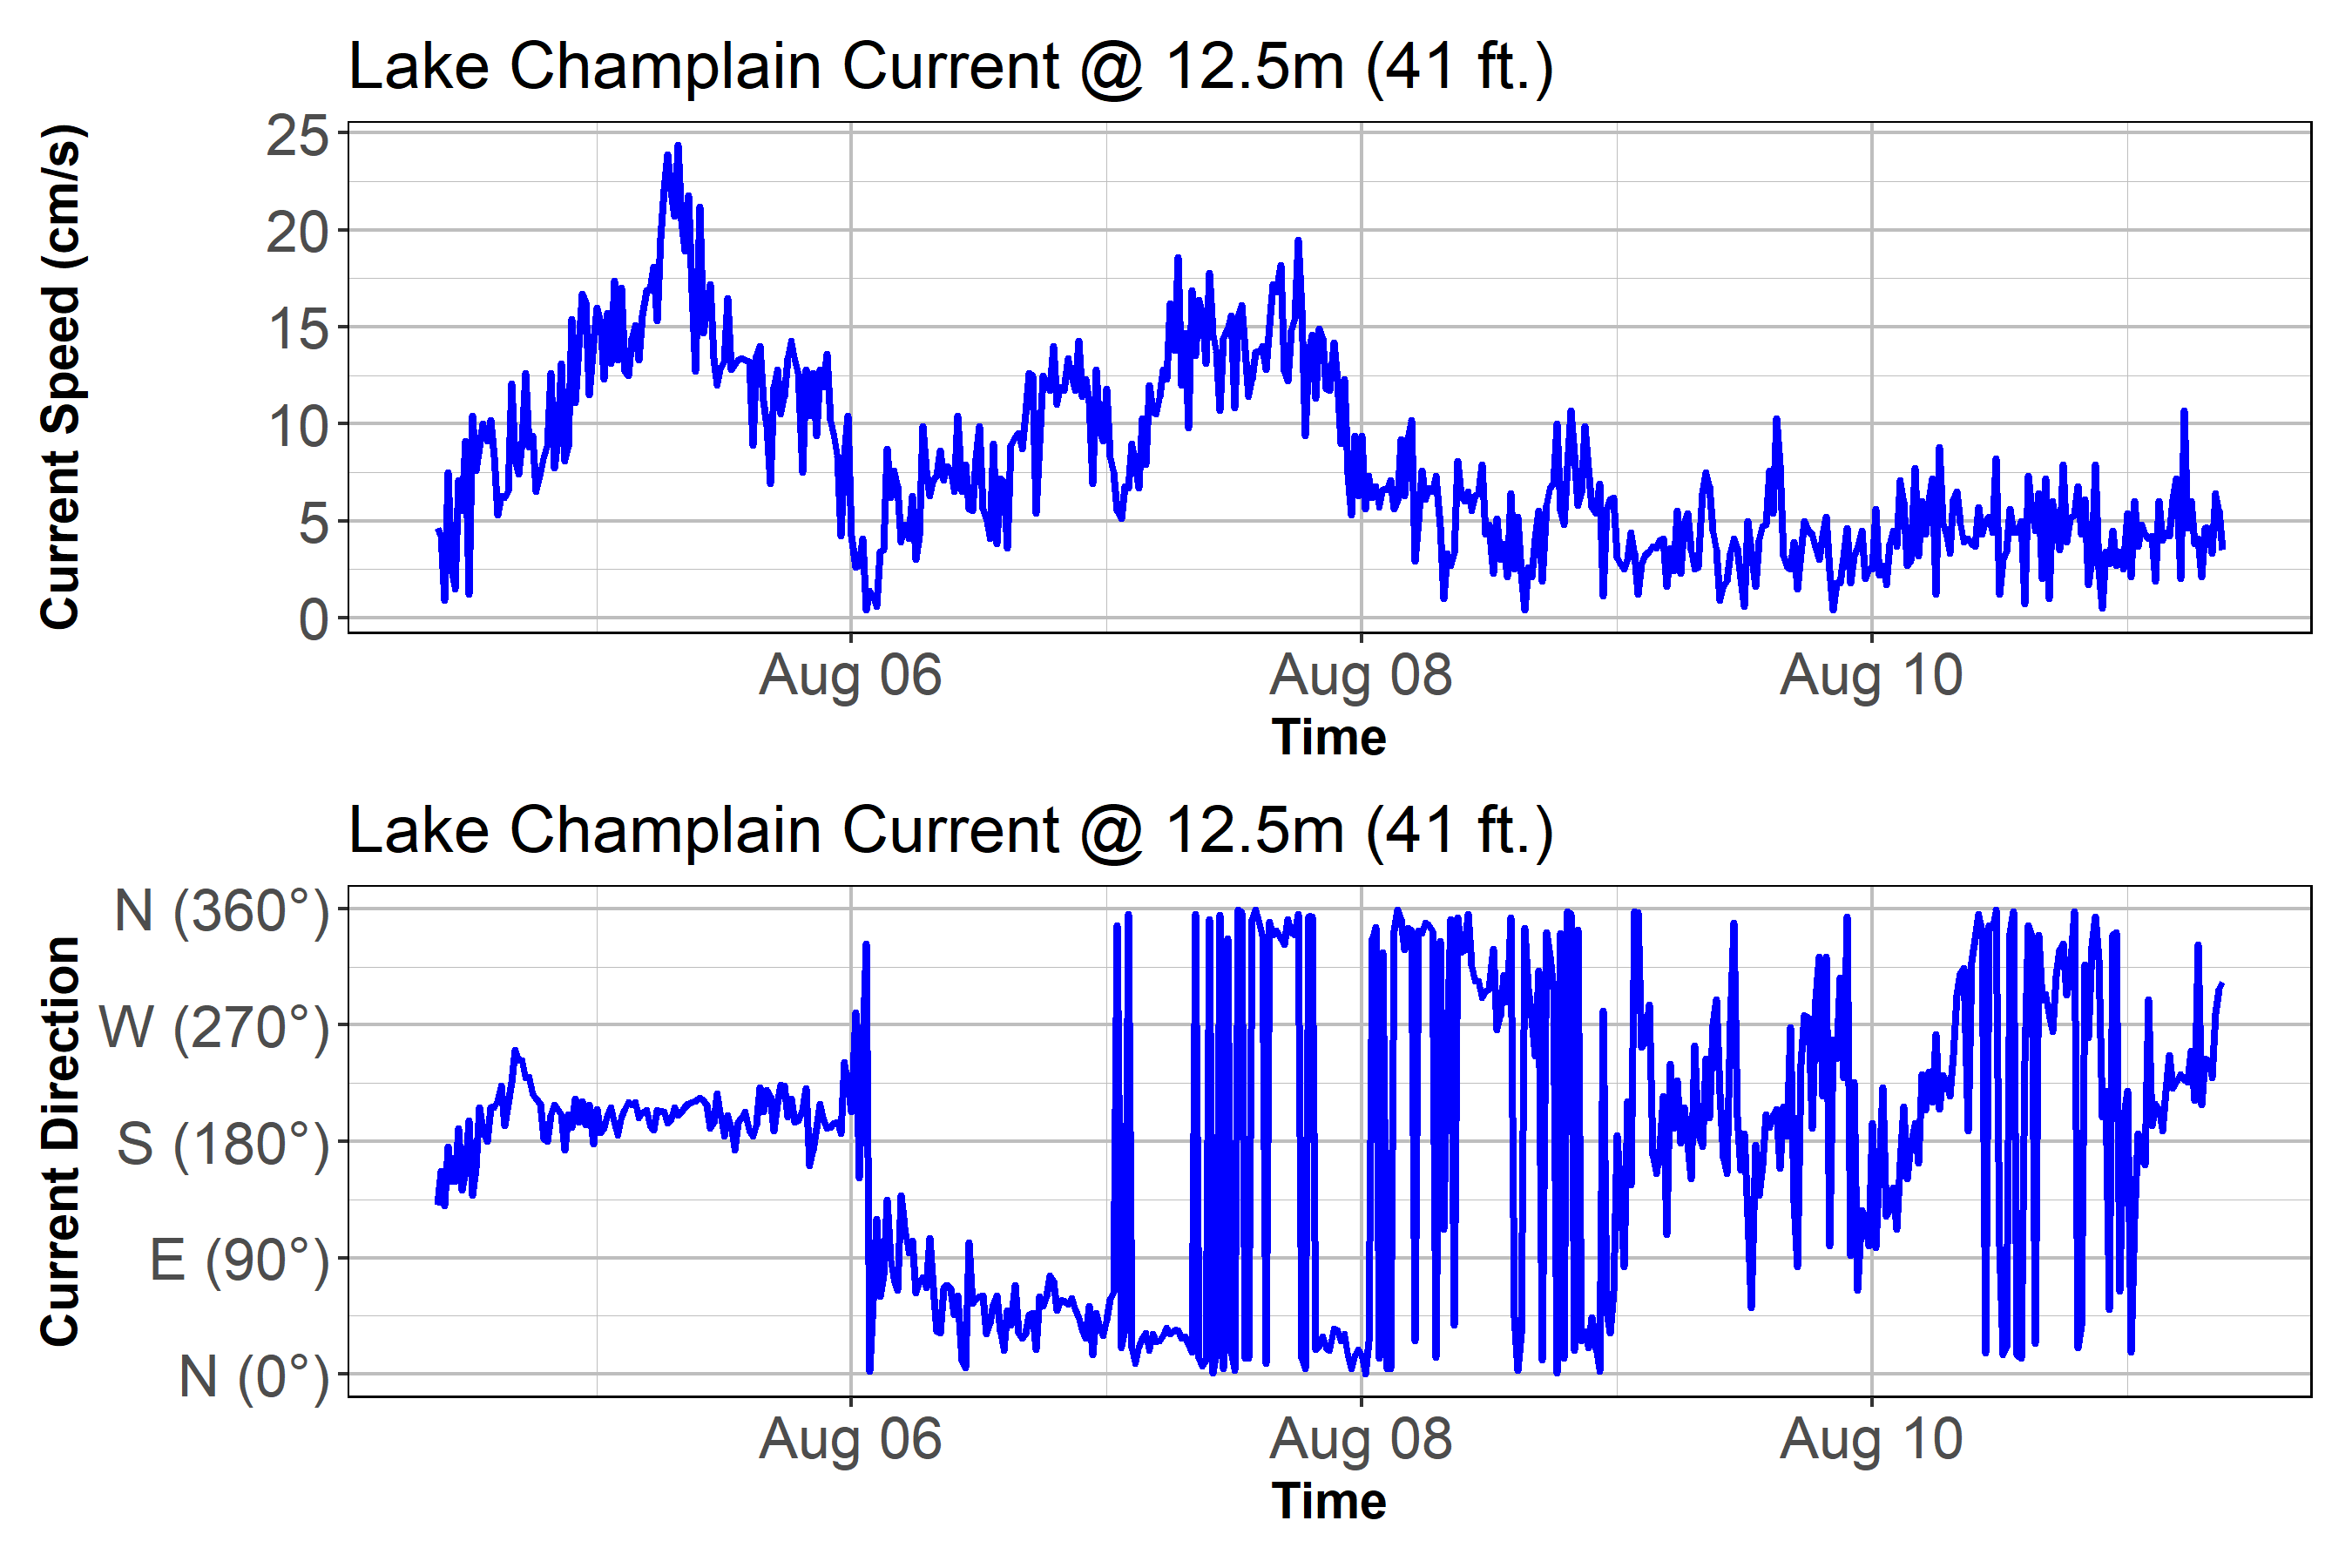 Lake Champlain Current @ 12.5m (41 ft.)
Current Speed (cm/s)
25
20
15
10
5
0
Aug 06
Aug 08
Aug 10
Time
Lake Champlain Current @ 12.5m (41 ft.)
Current Direction
N (360°)
W (270°)
S (180°)
E (90°)
N (0°)
Aug 06
Aug 08
Aug 10
Time